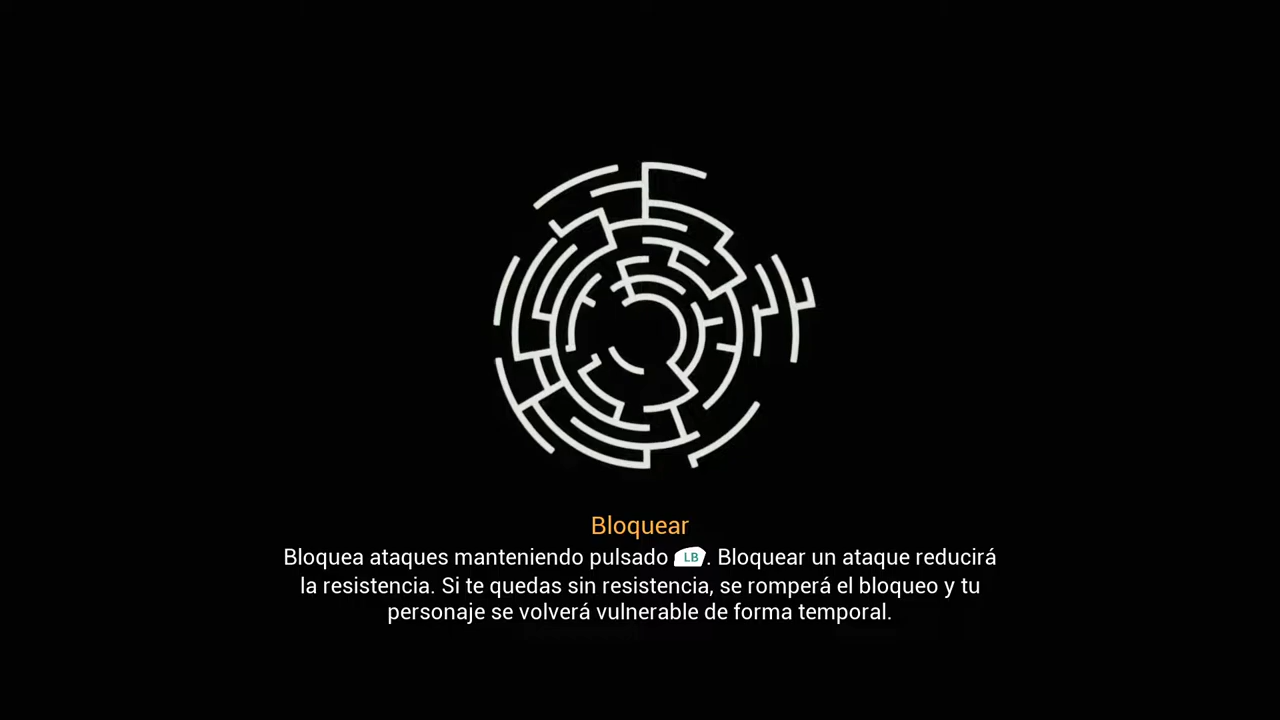 Bloquear
Bloquea ataques manteniendo pulsado LB. Bloquear un ataque reducirá
la resistencia. Si te quedas sin resistencia, se romperá el bloqueo y tu
personaje se volverá vulnerable de forma temporal.